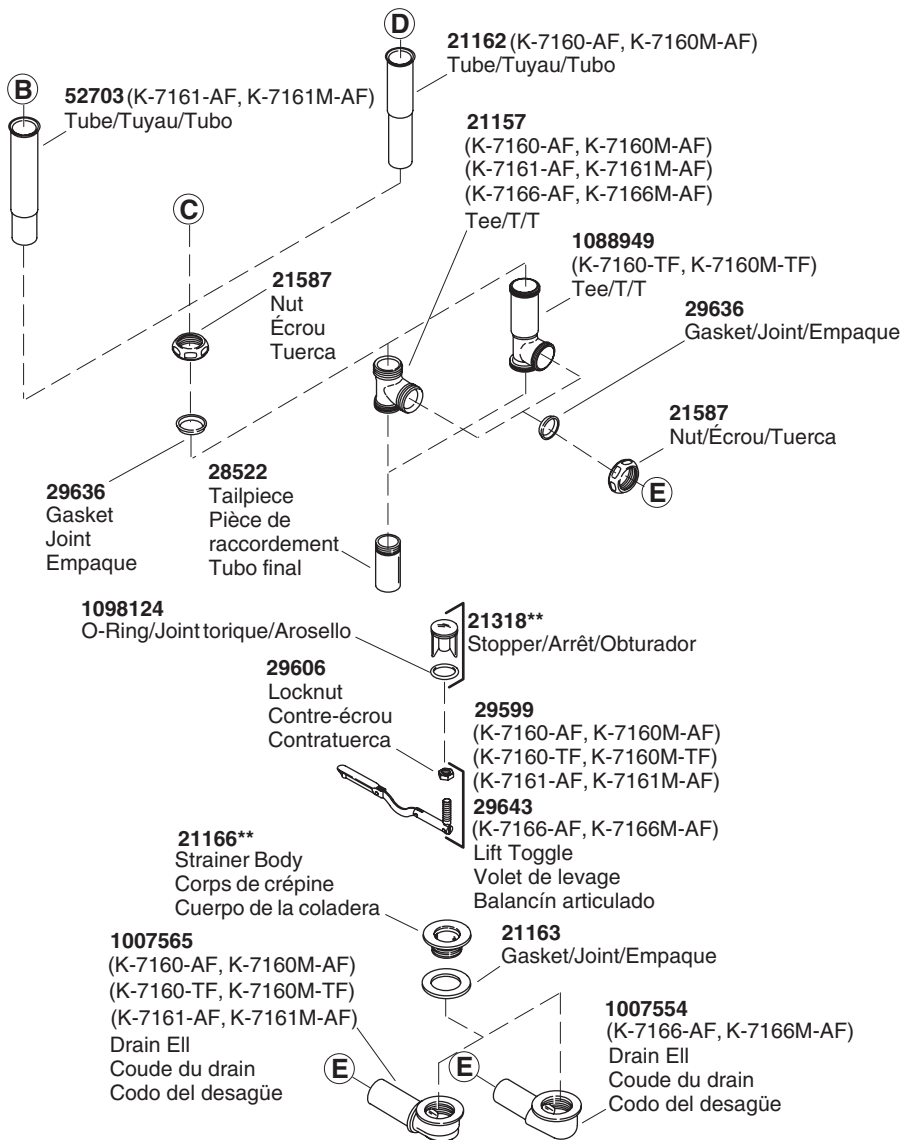 D
21162 (K-7160-AF, K-7160M-AF)
Tube/Tuyau/Tubo
B
52703 (K-7161-AF, K-7161M-AF)
Tube/Tuyau/Tubo
21157
(K-7160-AF, K-7160M-AF)
(K-7161-AF, K-7161M-AF)
(K-7166-AF, K-7166M-AF)
Tee/T/T
C
1088949
(K-7160-TF, K-7160M-TF)
Tee/T/T
21587
Nut
Écrou
Tuerca
29636
Gasket/Joint/Empaque
21587
Nut/Écrou/Tuerca
E
29636
Gasket
Joint
Empaque
28522
Tailpiece
Pièce de
raccordement
Tubo final
1098124
O-Ring/Joint torique/Arosello
21318**
Stopper/Arrêt/Obturador
29606
Locknut
Contre-écrou
Contratuerca
29599
(K-7160-AF, K-7160M-AF)
(K-7160-TF, K-7160M-TF)
(K-7161-AF, K-7161M-AF)
29643
(K-7166-AF, K-7166M-AF)
Lift Toggle
Volet de levage
Balancín articulado
21166**
Strainer Body
Corps de crépine
Cuerpo de la coladera
21163
Gasket/Joint/Empaque
1007565
(K-7160-AF, K-7160M-AF)
(K-7160-TF, K-7160M-TF)
(K-7161-AF, K-7161M-AF)
Drain Ell
Coude du drain
Codo del desagüe
E
E
1007554
(K-7166-AF, K-7166M-AF)
Drain Ell
Coude du drain
Codo del desagüe